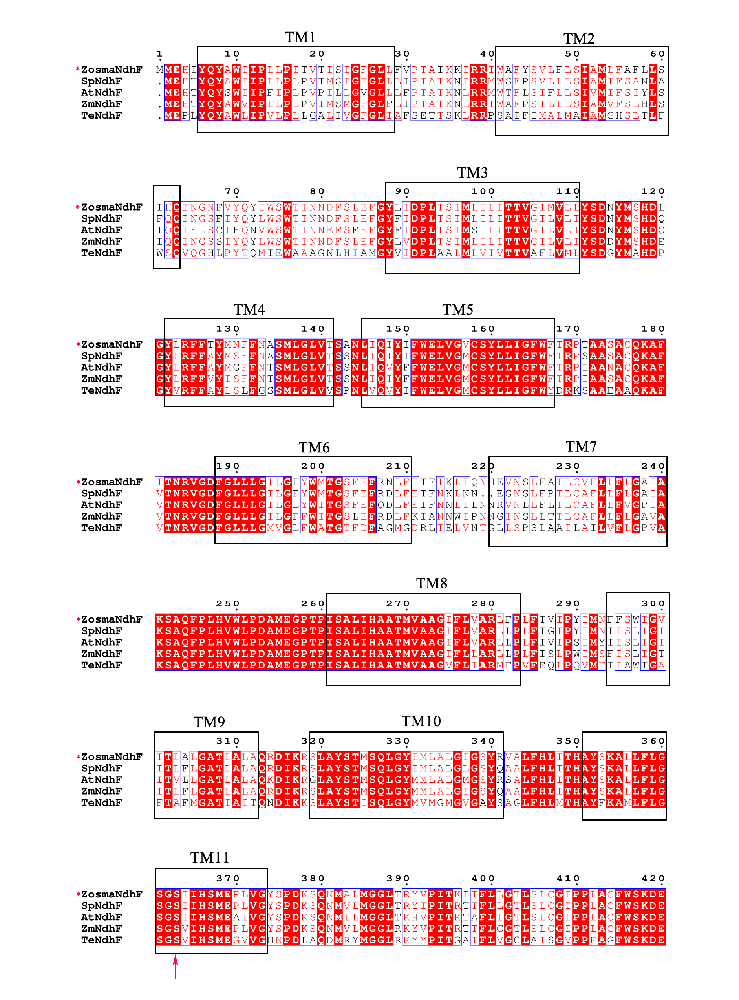 TM1 TM2
1 10 20 30 40 50 60
*ZosmaNdhF MMEHIYQYAWIIPLLPITVTISIGFGLLFVPTAIKKIRRIWAFYSVLFLSIAMLFAFLLS
SpNdhF .MEHTYQYAWIIPLLPLPVTMSIGFGLLLIPTATKNIRRMWSFPSVLLLSIAMIFSANLA
AtNdhF .MEHTYQYSWIIPFIPLPVPILLGVGLLLFPTATKNLRRMWTFLSIFLLSIVMIFSIYLS
ZmNdhF .MEHTYQYAWVIPLLPLPVIMSMGFGLFLIPTATKNLRRIWAFPSILLLSIAMVFSLHLS
TeNdhF .MEPLYQYAWLIPVLPLLGALIVGFGLIAFSETTSKLRRPSAIFIMALMAIAMGHSLTLF
TM3
70 80 90 100 110 120
*ZosmaNdhF IHQINGNFVYQYIWSWTINNDFSLEFGYLIDPLTSIMLILITTVGIMVLLYSDNYMSHDL
SpNdhF FQQINGSFIYQYLWSWTINNDFSLEFGYFIDPLTSIMLILITTVGILVLIYSDNYMSHDQ
AtNdhF IQQIFLSCIHQNVWSWTINNEFSFEFGYFIDPLTSIMSILITTVGILVLIYSDNYMSHDQ
ZmNdhF IQQINGSSIYQYLWSWTINNDFSLEFGYLVDPLTSIMLILITTVGILVLIYSDDYMSHDE
TeNdhF WSQVQGHLPYTQMIEWAAAGNLHIAMGYVIDPLAALMLVIVTTVAFLVMLYSDGYMAHDP
TM4 TM5
130 140 150 160 170 180
*ZosmaNdhF GYLRFFTYMNFFNASMLGLVTSANLIQIYIFWELVGVCSYLLIGFWFTRPTAASACQKAF
SpNdhF GYLRFFAYMSFFNASMLGLVTSSNLIQIYIFWELVGMCSYLLIGFWFTRPSAASACQKAF
AtNdhF GYLRFFAYMGFFNTSMLGLVTSSNLIQVYFFWELVGMCSYLLIGFWFTRPIAANACQKAF
ZmNdhF GYLRFFVYISFFNTSMLGLVTSSNLIQIYFFWELVGMCSYLLIGFWFTRPIAASACQKAF
TeNdhF GYVRFFAYLSLFGSSMLGLVVSPNLVQVYIFWELVGMCSYLLIGFWYDRKSAAEAAQKAF
TM6 TM7
190 200 210 220 230 240
*ZosmaNdhF ITNRVGDFGLLLGILGFYWMTGSFEFRNLFETFTKLIQNHEVNSLFATLCVFLLFLGAIA
SpNdhF VTNRVGDFGLLLGILGFYWMTGSFEFRDLFETFNKLNN..EGNSLFPTLCAFLLFLGAIA
AtNdhF VTNRVGDFGLLLGILGLYWITGSFEFQDLFEIFNNLILNNRVNLLFLTLCAFLLFVGPIA
ZmNdhF VTNRVGDFGLLLGILGFFWITGSLEFRDLFKIANNWIPNNGINSLLTTLCAFLLFLGAVA
TeNdhF VTNRVGDFGLLLGMVGLFWATGTFDFAGMGDRLTELVNTGLLSPSLAAILAILVFLGPVA
TM8
250 260 270 280 290 300
*ZosmaNdhF KSAQFPLHVWLPDAMEGPTPISALIHAATMVAAGIFLVARLFPLFTVIPYIMNFFSWIGV
SpNdhF KSAQFPLHVWLPDAMEGPTPISALIHAATMVAAGIFLVARLLPLFTGIPYIMNIISLIGI
AtNdhF KSAQFPLHVWLPDAMEGPTPISALIHAATMVAAGIFLVARLLPLFIVIPSIMYIISLIGI
ZmNdhF KSAQFPLHVWLPDAMEGPTPISALIHAATMVAAGIFLLARLLPLFISLPWIMSFISLIGT
TeNdhF KSAQFPLHVWLPDAMEGPTPISALIHAATMVAAGVFLIARMFPVFEQLPQVMTTIAWTGA
TM9 TM10
310 320 330 340 350 360
*ZosmaNdhF ITLALGATLALAQRDIKRSLAYSTMSQLGYIMLALGIGSYRVALFHLITHAYSKALLFLG
SpNdhF ITLFLGATLALAQRDIKRSLAYSTMSQLGYIMLALGLGSYQAALFHLITHAYSKALLFLG
AtNdhF ITVLLGATLALAQKDIKRGLAYSTMSQLGYMMLALGMGSYRSALFHLITHAYSKALLFLG
ZmNdhF ITLFLGATLALAQRDIKRSLAYSTMSQLGYMMLALGIGSYQAALFHLITHAYSKALLFLG
TeNdhF FTAFMGATIAITQNDIKKSLAYSTISQLGYMVMGMGVGAYSAGLFHLMTHAYFKAMLFLG
TM11
370 380 390 400 410 420
*ZosmaNdhF SGSIIHSMEPLVGYSPDKSQNMALMGGLTRYVPITKITFLLGTLSLCGIPPLACFWSKDE
SpNdhF SGSIIHSMEPLVGYSPDKSQNMVLMGGLTRYIPITRTTFLLGTLSLCGIPPLACFWSKDE
AtNdhF SGSIIHSMEAIVGYSPDKSQNMILMGGLTKHVPITKTAFLIGTLSLCGIPPLACFWSKDE
ZmNdhF SGSVIHSMEPLVGYSPDKSQNMVLMGGLRKYVPITRTTFLCGTLSLCGIPPLACFWSKDE
TeNdhF SGSVIHSMEGVVGHNPDLAQDMRYMGGLRKYMPITGATFLVGCLAISGVPPFAGFWSKDE